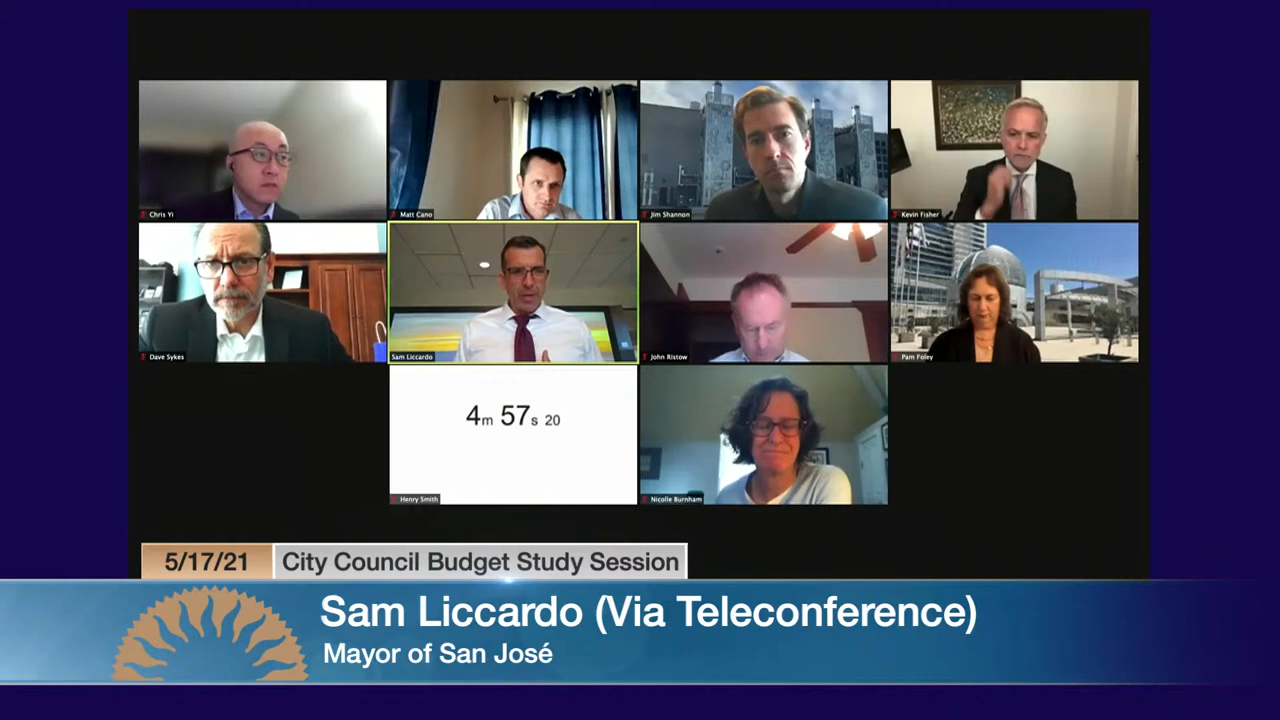 Chris Yi
Matt Cano
Jim Shannon
Kevin Fisher
Dave Sykes
Sam Liccardo
John Ristow
Pam Foley
4m 57s 20
Henry Smith
Nicolle Burnham
5/17/21 City Council Budget Study Session
Sam Liccardo (Via Teleconference)
Mayor of San José